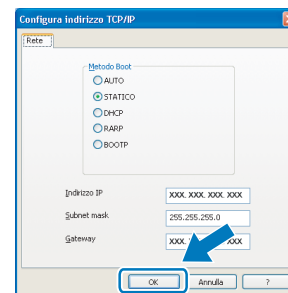 Configura indirizzo TCP/IP
Rete
Metodo Boot
AUTO
STATICO
DHCP
RARP
BOOTP
Indirizzo IP XXX. XXX. XXX. XXX
Subnet mask 255.255.255.0
Gateway XXX. XXX
OK Annulla ?